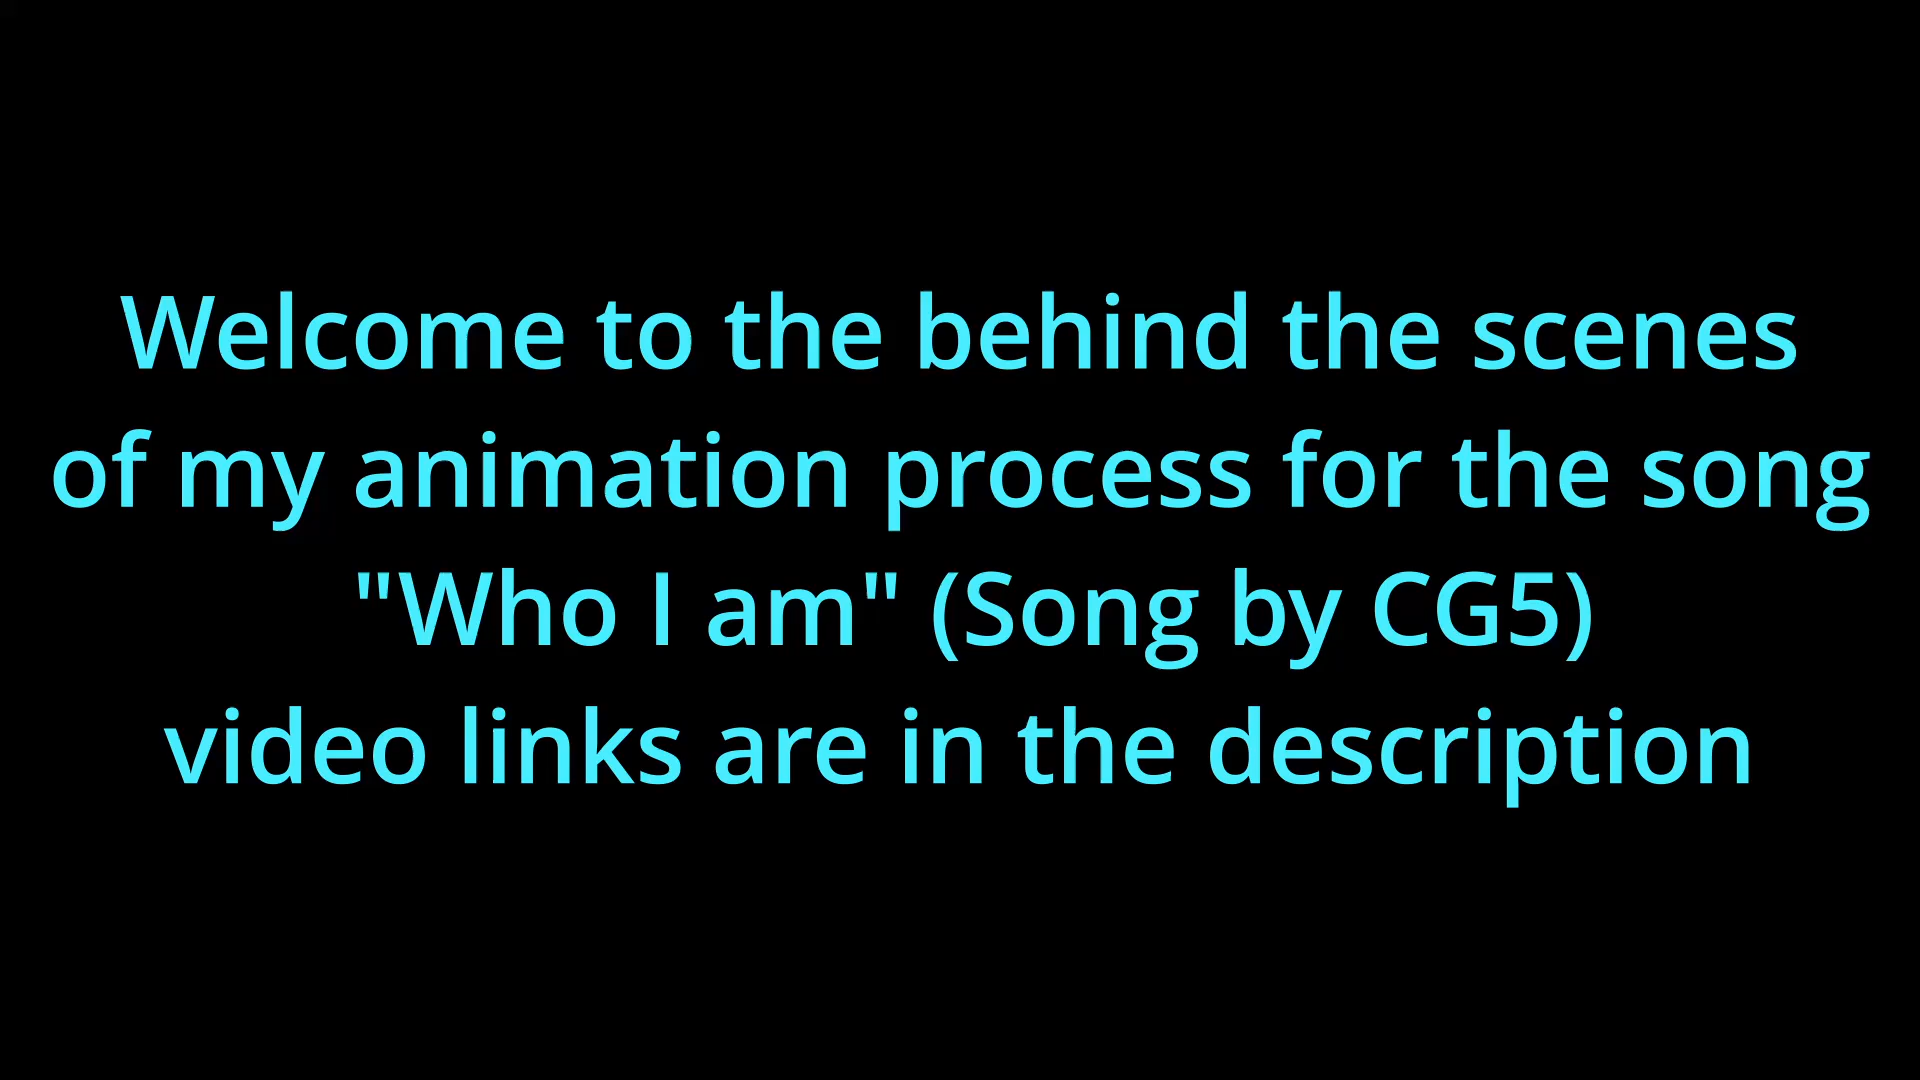 Welcome to the behind the scenes
of my animation process for the song
"Who I am" (Song by CG5)
video links are in the description